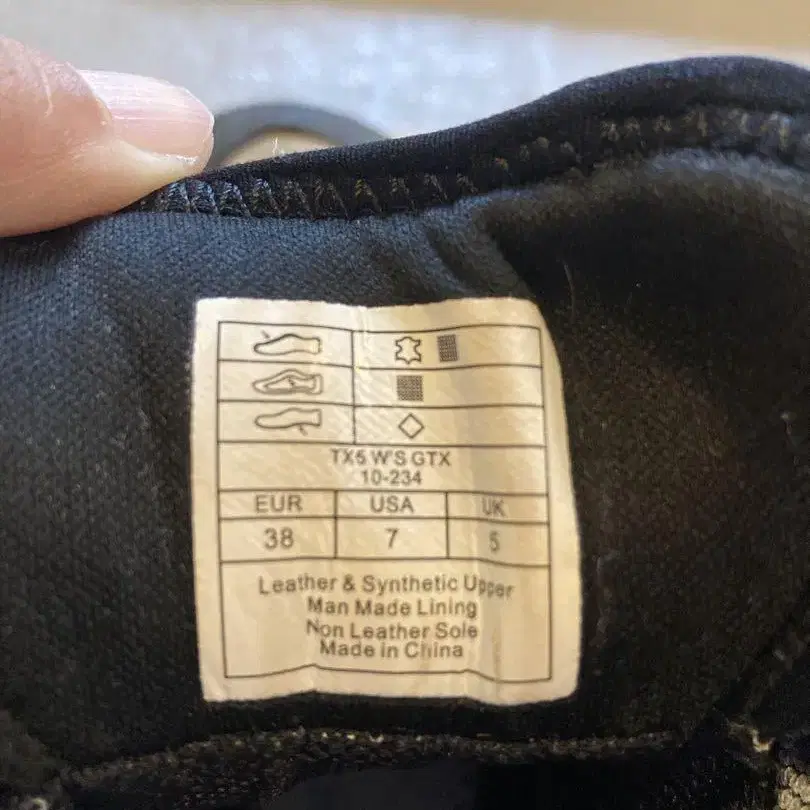 TX5 W'S GTX
10-234
EUR USA UK
38 7 5
Leather & Synthetic Upper
Man Made Lining
Non Leather Sole
Made in China